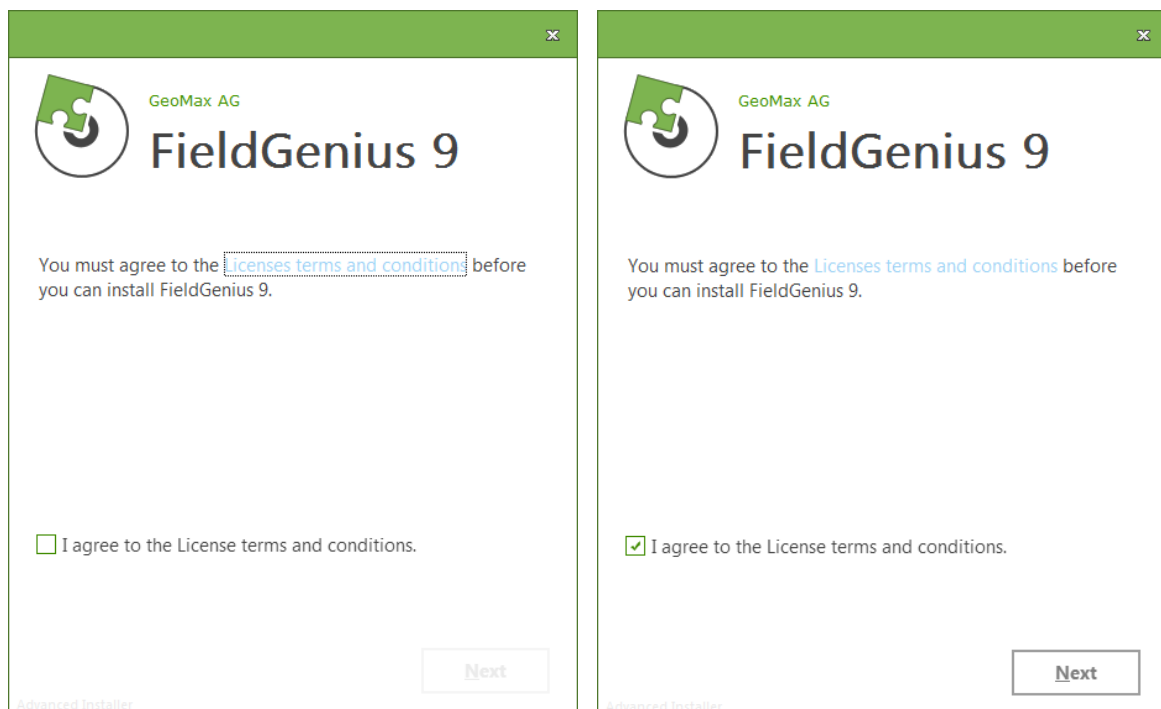 GeoMax AG
FieldGenius 9
You must agree to the Licenses terms and conditions before
you can install FieldGenius 9.
I agree to the License terms and conditions.
Next
Advanced Installer
GeoMax AG
FieldGenius 9
You must agree to the Licenses terms and conditions before
you can install FieldGenius 9.
I agree to the License terms and conditions.
Next
Advanced Installer